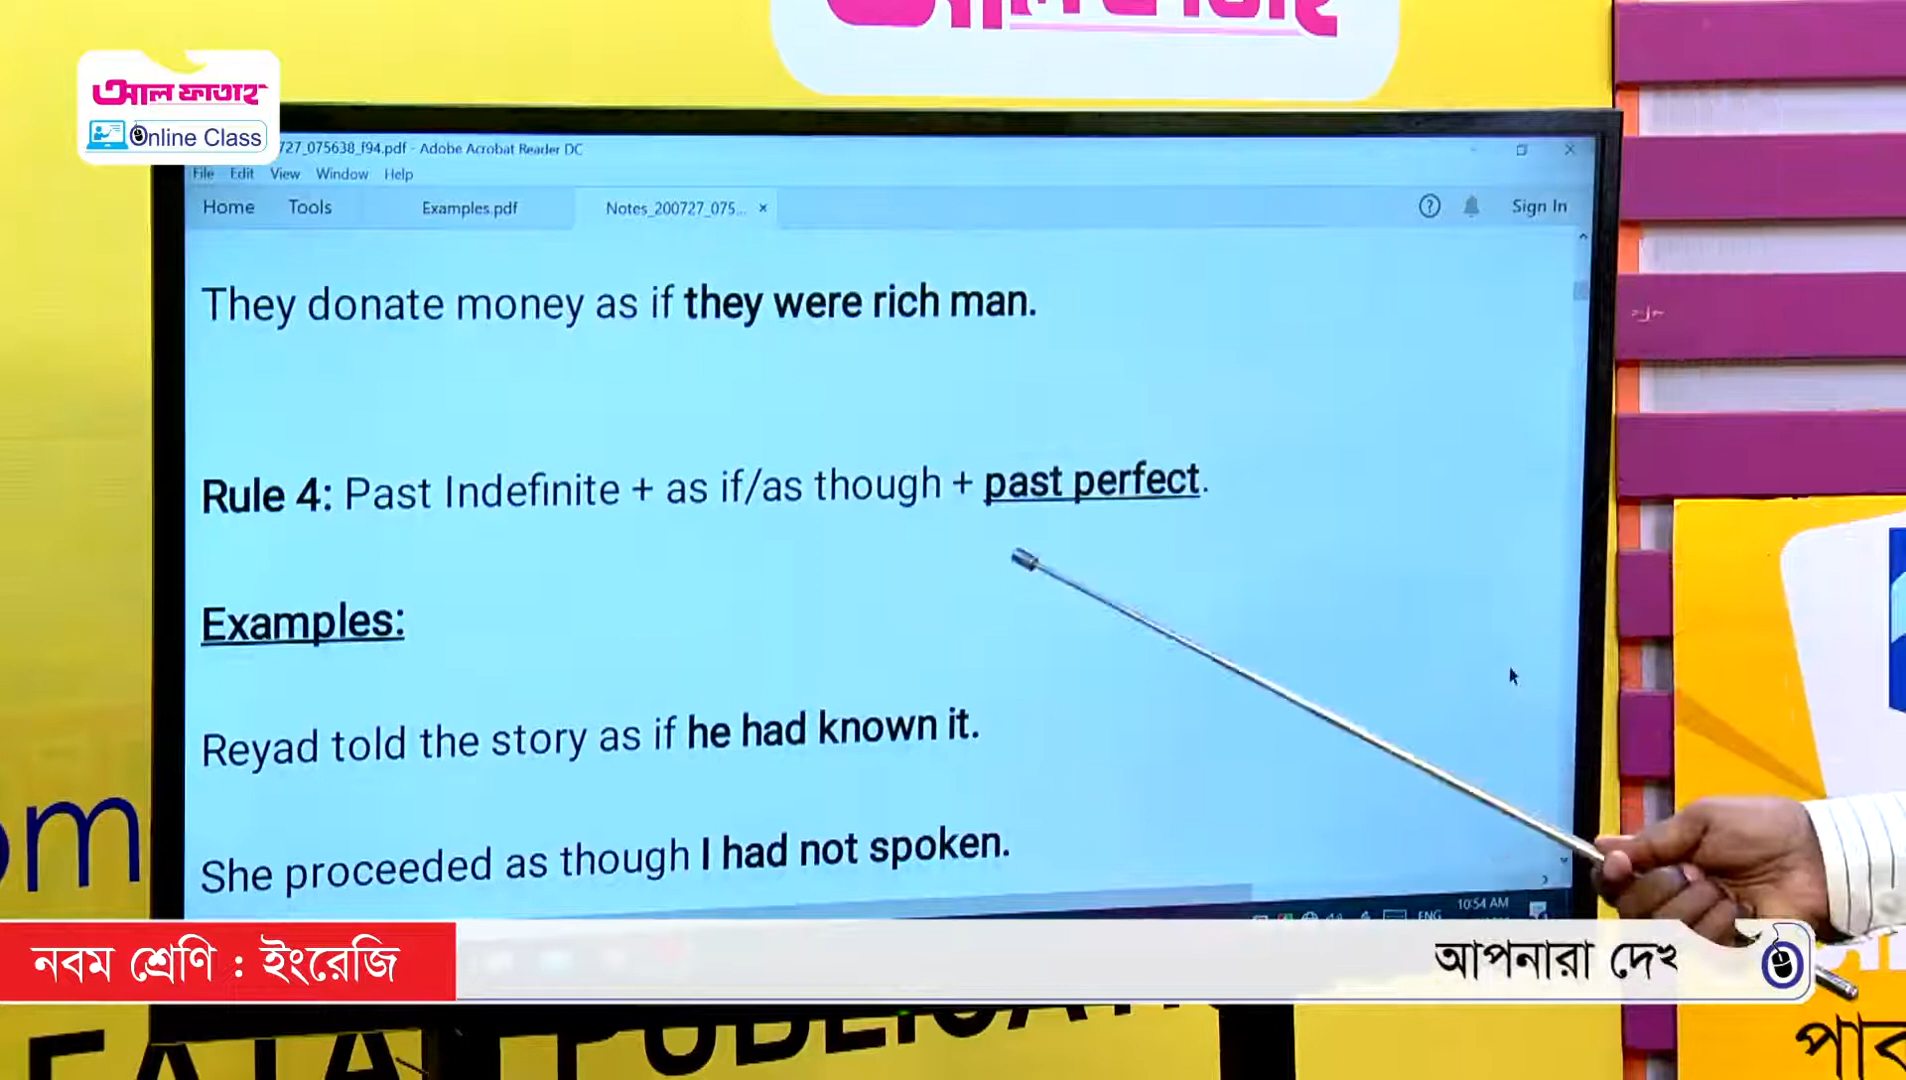 আল ফাতাহ
Online Class
727_075638_f94.pdf - Adobe Acrobat Reader DC
File Edit View Window Help
Home Tools Examples.pdf Notes_200727_075... × Sign In
They donate money as if they were rich man.
Rule 4: Past Indefinite + as if/as though + past perfect.
Examples:
Reyad told the story as if he had known it.
She proceeded as though I had not spoken.
ENG 10:54 AM
om
নবম শ্রেণি : ইংরেজি
আপনারা দেখ